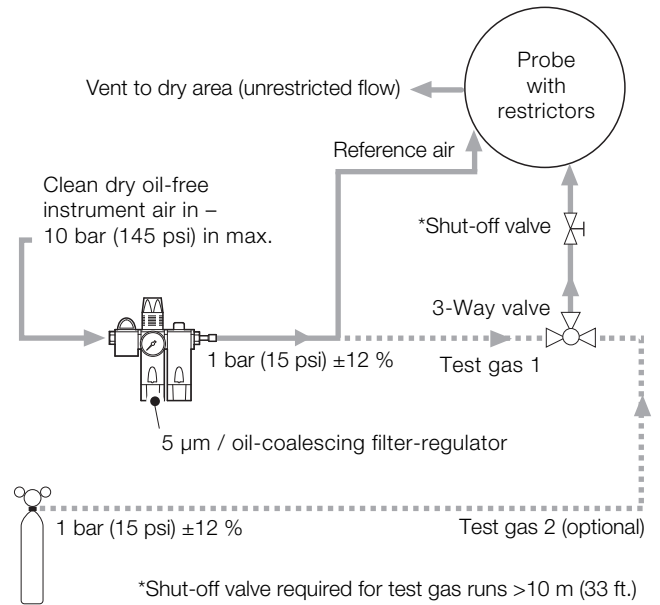 Probe
with
restrictors
Vent to dry area (unrestricted flow)
Reference air
Clean dry oil-free
instrument air in –
10 bar (145 psi) in max.
*Shut-off valve
3-Way valve
1 bar (15 psi) ±12 %
Test gas 1
5 µm / oil-coalescing filter-regulator
1 bar (15 psi) ±12 %
Test gas 2 (optional)
*Shut-off valve required for test gas runs >10 m (33 ft.)